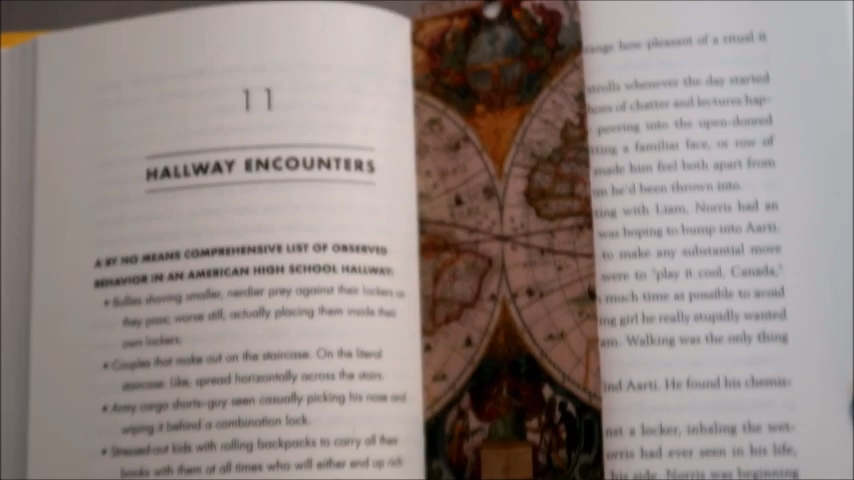 11
HALLWAY ENCOUNTERS
A BY NO MEANS COMPREHENSIVE LIST OF OBSERVED
BEHAVIOR IN AN AMERICAN HIGH SCHOOL HALLWAY:
• Bullies shoving smaller, nerdier prey against their lockers as
they pass; worse still, actually placing them inside their
own lockers.
• Couples that make out on the staircase. On the literal
staircase. Like, spread horizontally across the stairs.
• Army cargo shorts-guy seen casually picking his nose and
wiping it behind a combination lock.
• Stressed-out kids with rolling backpacks to carry all their
books with them at all times who will either end up rich
how pleasant of a ritual it
strolls whenever the day started
of chatter and lectures hap-
peering into the open-doored
a familiar face, or row of
made him feel both apart from
he'd been thrown into.
with Liam, Norris had an
was hoping to bump into Aarti.
to make any substantial move
were to "play it cool, Canada,"
much time as possible to avoid
girl he really stupidly wanted
Walking was the only thing
Aarti. He found his chemis-
a locker, inhaling the wet-
had ever seen in his life,
his side. Norris was beginning